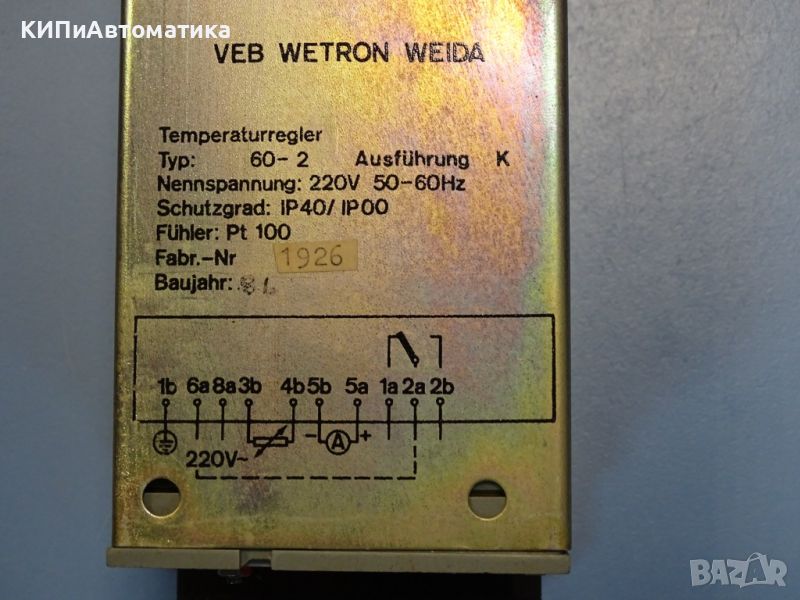 КИПиАвтоматика
VEB WETRON WEIDA
Temperaturregler
Typ: 60-2 Ausführung K
Nennspannung: 220V 50-60Hz
Schutzgrad: IP40/ IP00
Fühler: Pt 100
Fabr.-Nr 1926
Baujahr:
1b 6a 8a 3b 4b 5b 5a 1a 2a 2b
220V~ - A +
BAZAR